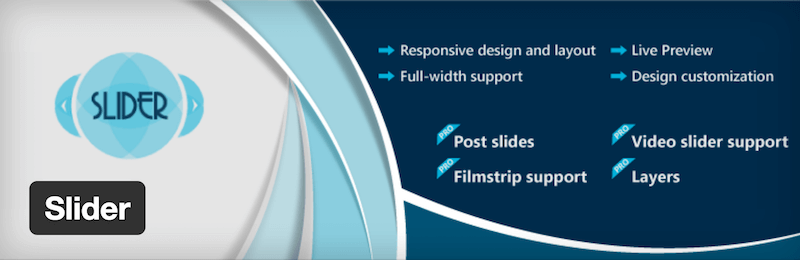 SLIDER
Slider
Responsive design and layout
Live Preview
Full-width support
Design customization
PRO Post slides
PRO Video slider support
PRO Filmstrip support
PRO Layers